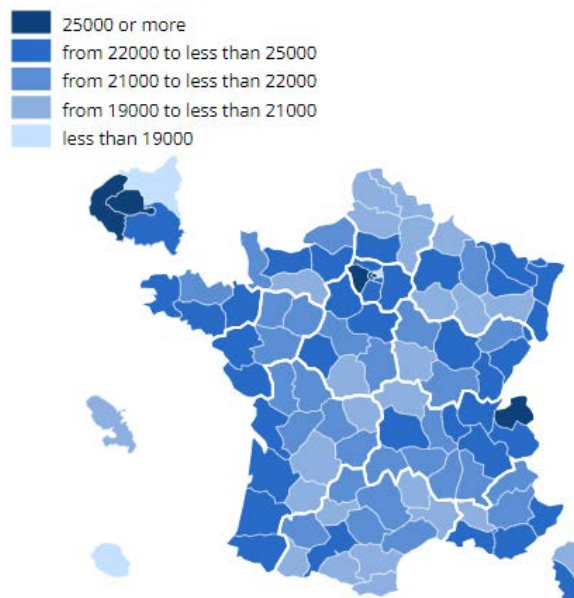 25000 or more
from 22000 to less than 25000
from 21000 to less than 22000
from 19000 to less than 21000
less than 19000